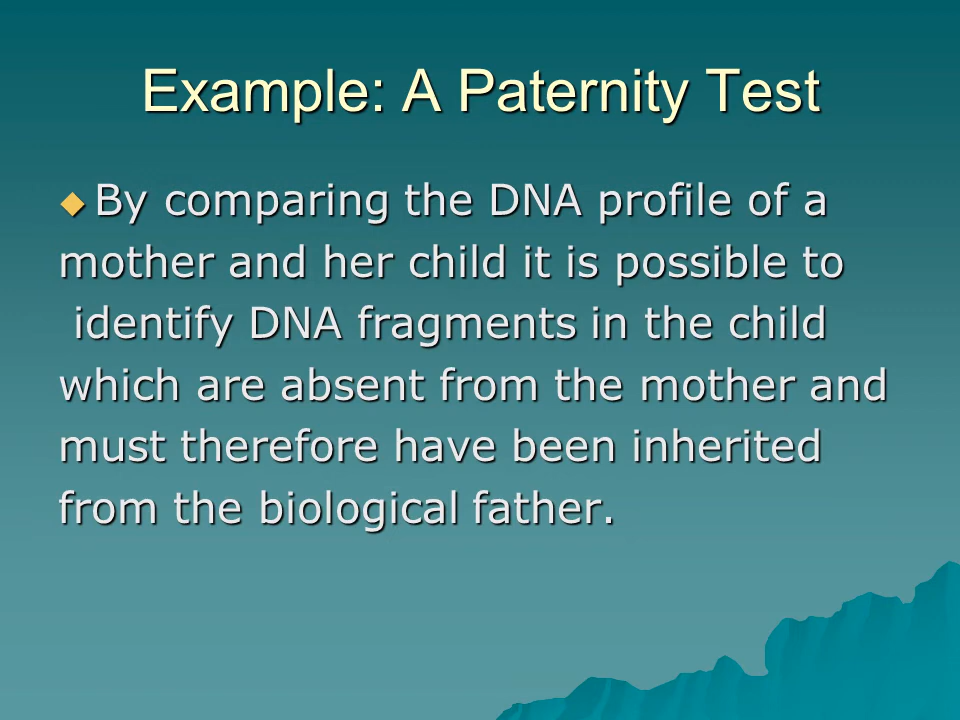 Example: A Paternity Test
By comparing the DNA profile of a
mother and her child it is possible to
identify DNA fragments in the child
which are absent from the mother and
must therefore have been inherited
from the biological father.